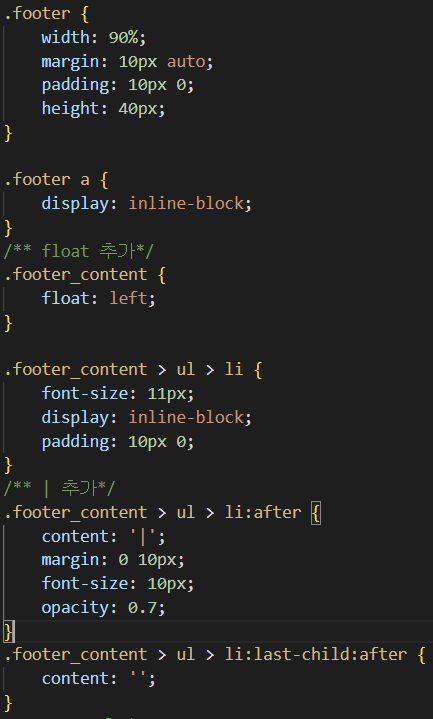 .footer {
    width: 90%;
    margin: 10px auto;
    padding: 10px 0;
    height: 40px;
}

.footer a {
    display: inline-block;
}
/** float 추가*/
.footer_content {
    float: left;
}

.footer_content > ul > li {
    font-size: 11px;
    display: inline-block;
    padding: 10px 0;
}
/** | 추가*/
.footer_content > ul > li:after {
    content: '|';
    margin: 0 10px;
    font-size: 10px;
    opacity: 0.7;
}
.footer_content > ul > li:last-child:after {
    content: '';
}